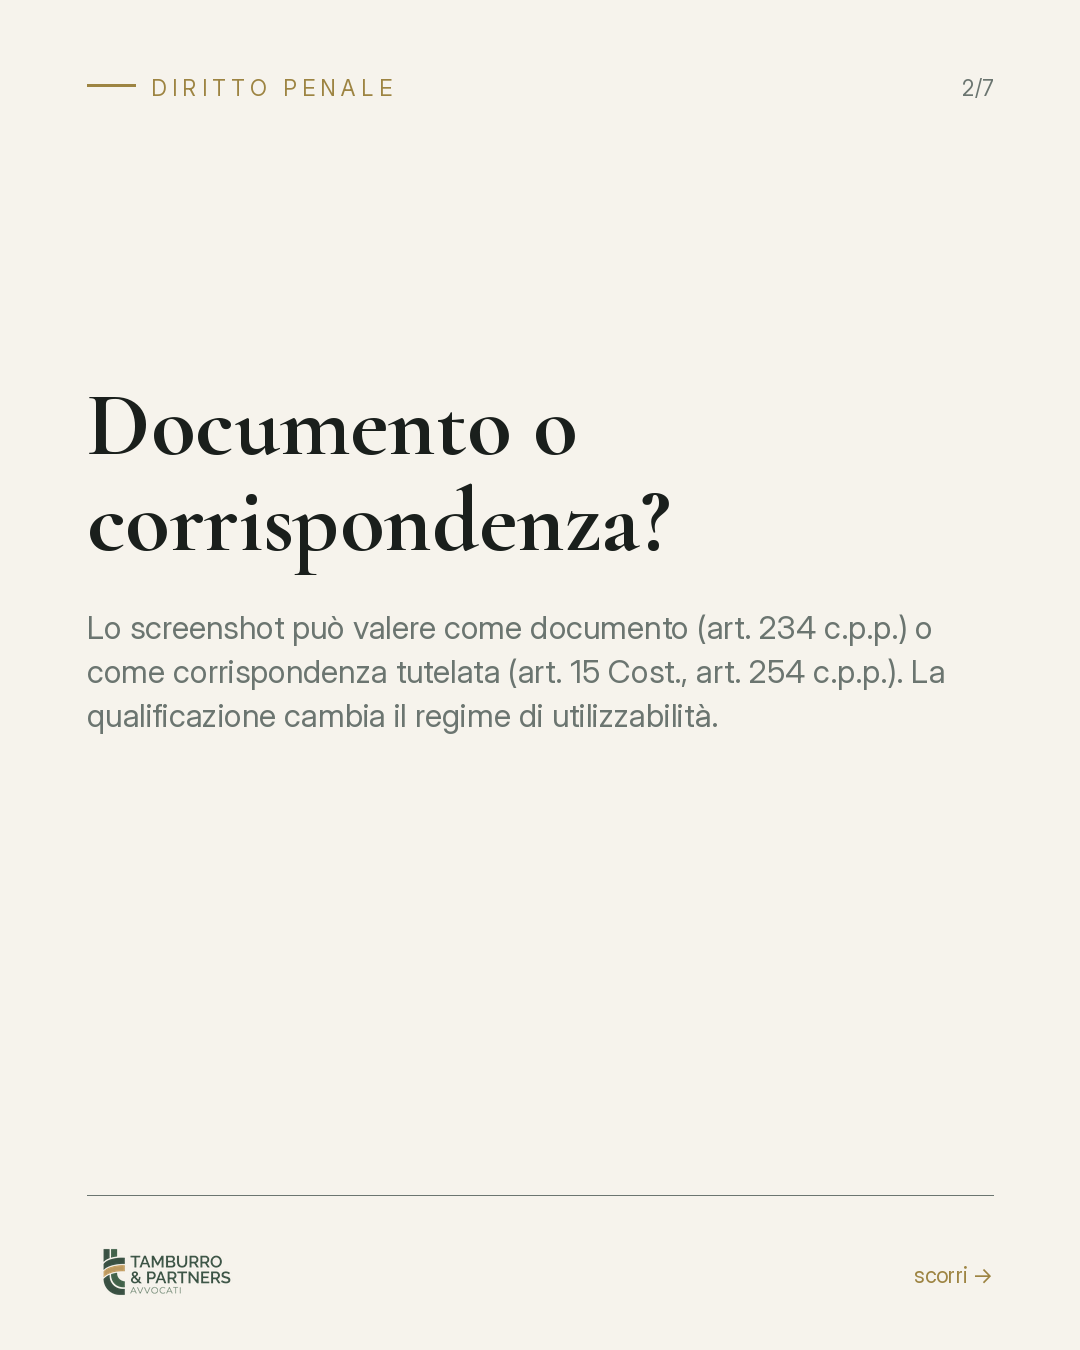 DIRITTO PENALE
2/7
Documento o
corrispondenza?
Lo screenshot può valere come documento (art. 234 c.p.p.) o
come corrispondenza tutelata (art. 15 Cost., art. 254 c.p.p.). La
qualificazione cambia il regime di utilizzabilità.
TAMBURRO
& PARTNERS
AVVOCATI
scorri →